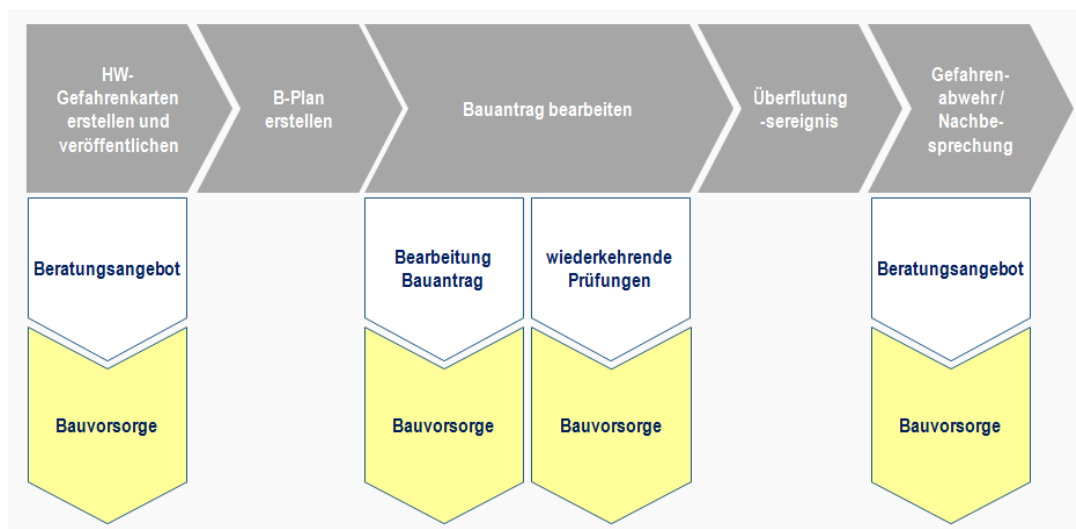 HW-
Gefahrenkarten
erstellen und
veröffentlichen
B-Plan
erstellen
Bauantrag bearbeiten
Überflutung
-sereignis
Gefahren-
abwehr /
Nachbe-
sprechung
Beratungsangebot
Bearbeitung
Bauantrag
wiederkehrende
Prüfungen
Beratungsangebot
Bauvorsorge
Bauvorsorge
Bauvorsorge
Bauvorsorge